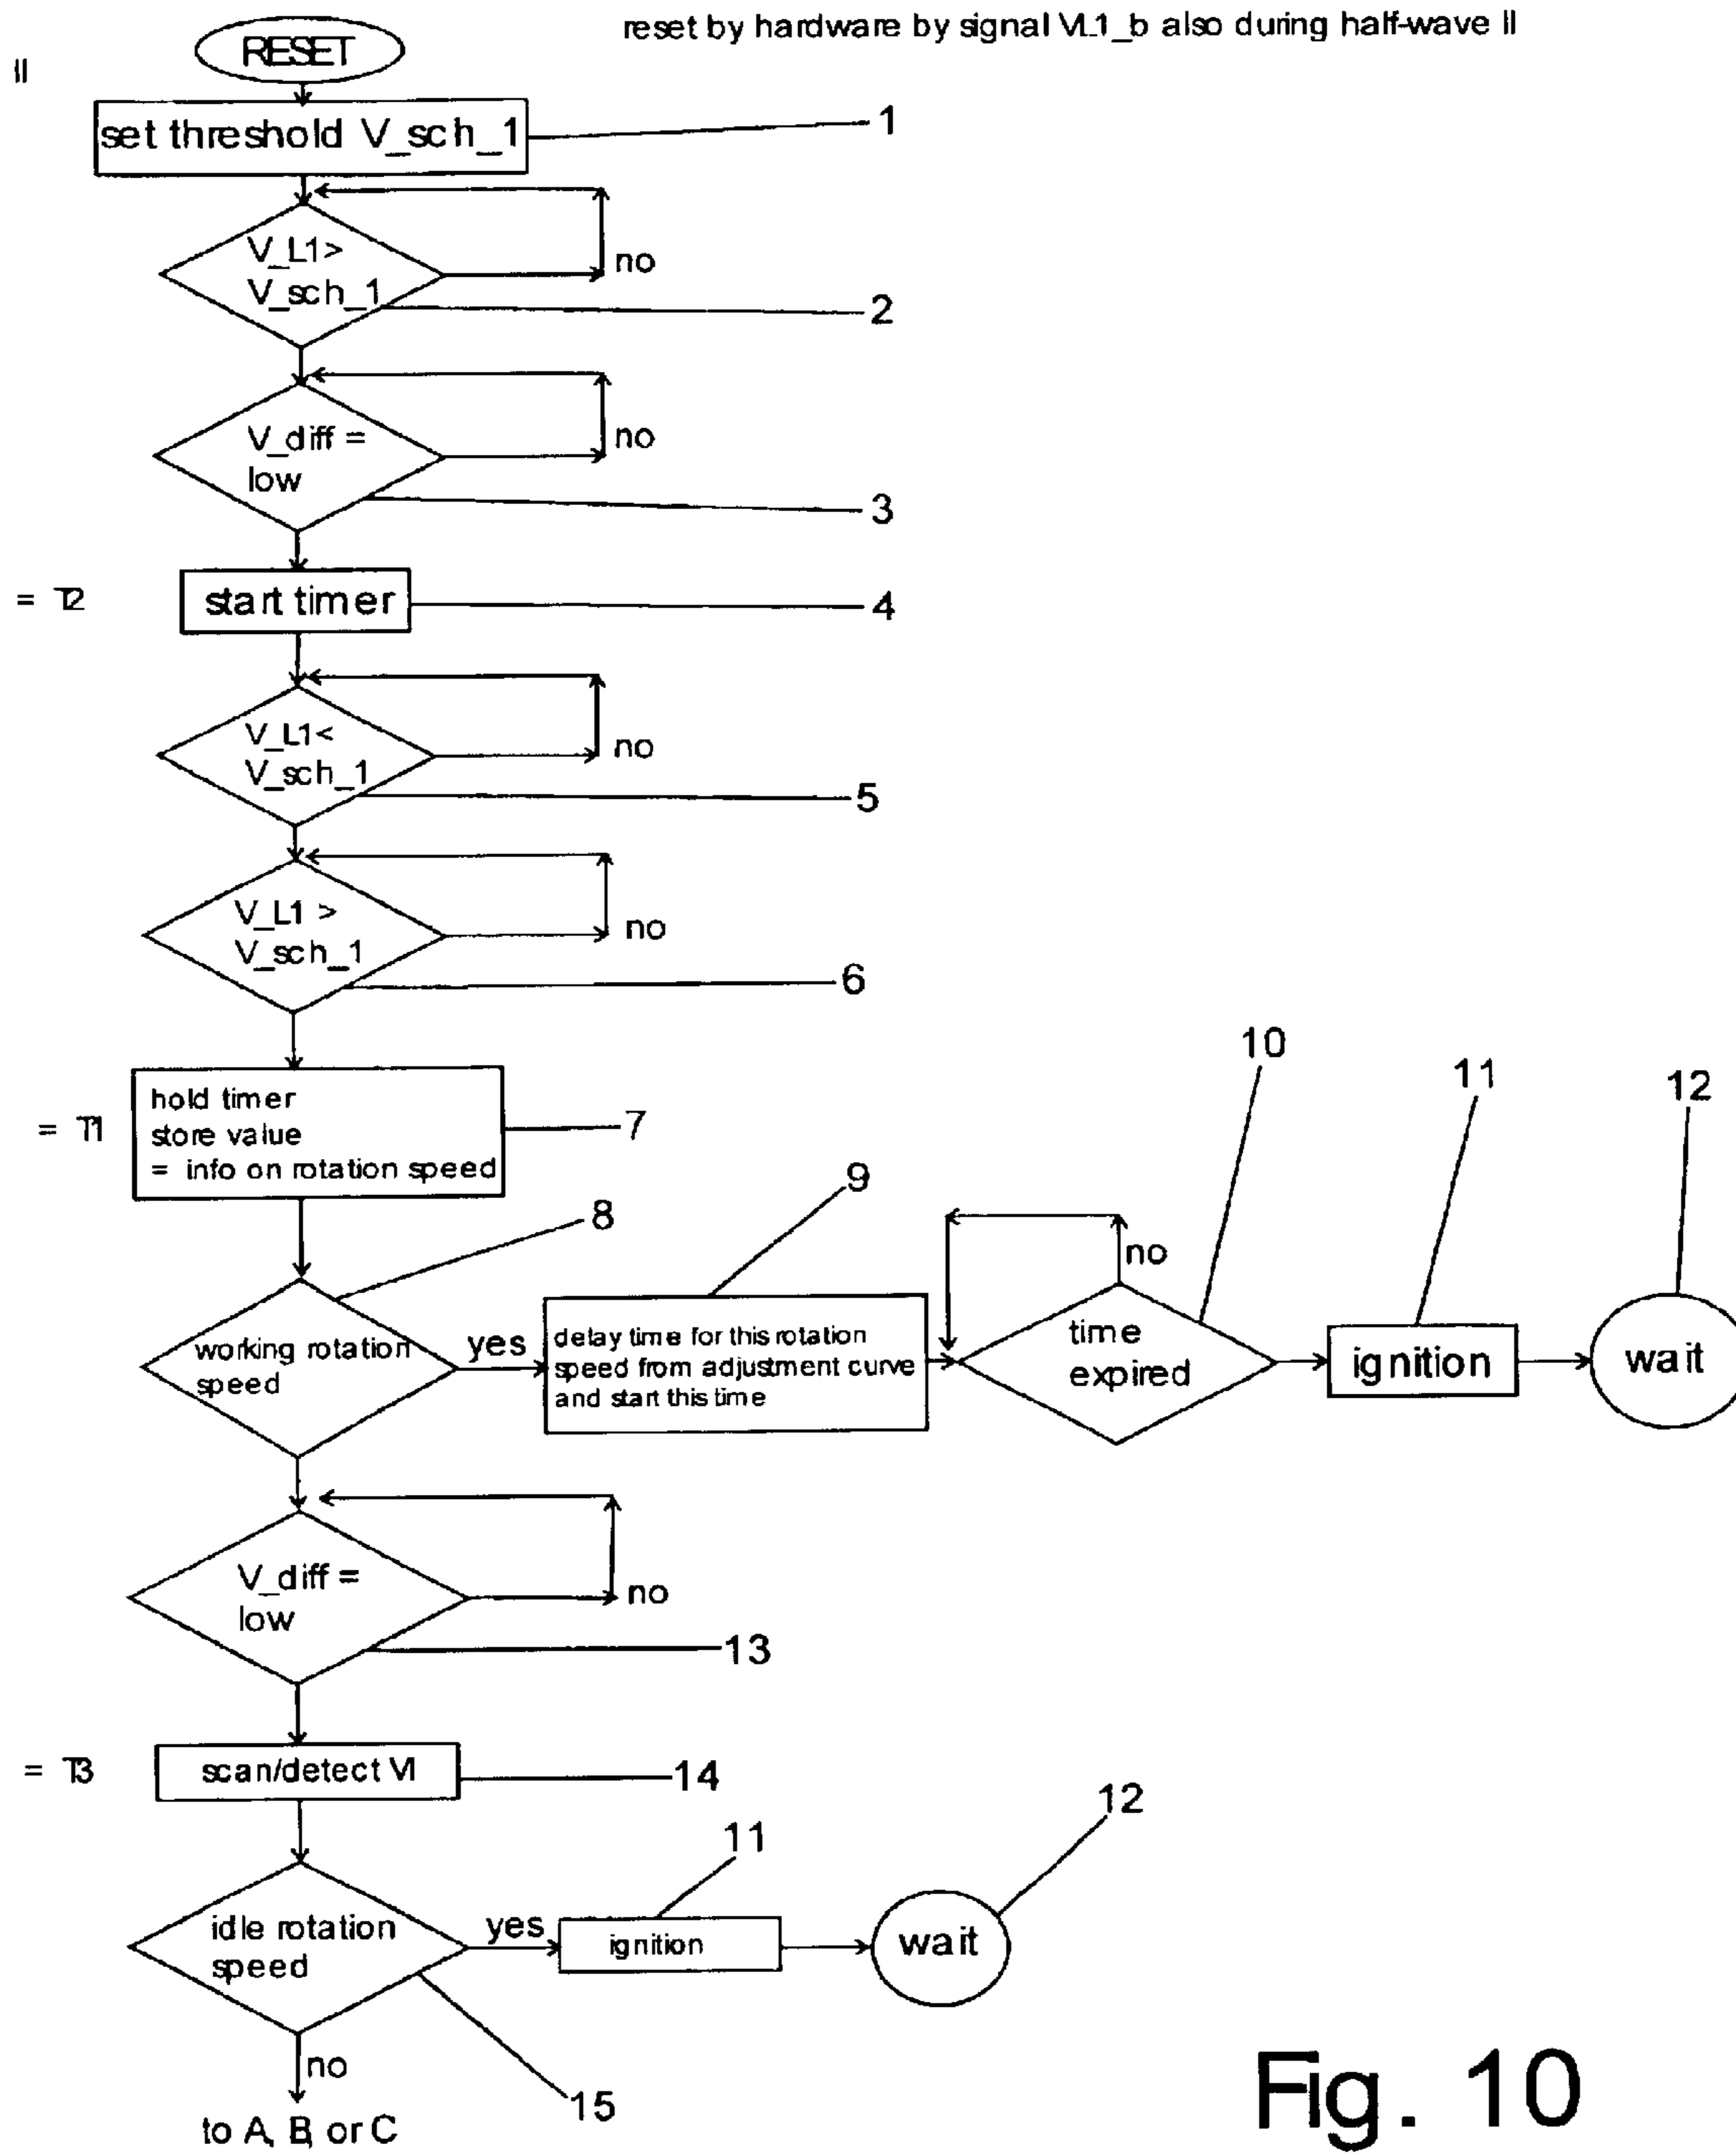 reset by hardware by signal VL1_b also during half-wave II
RESET
II
set threshold V_sch_1
1
V_L1>
V_sch_1
no
2
V_diff =
low
no
3
= T2
start timer
4
V_L1<
V_sch_1
no
5
V_L1 >
V_sch_1
no
6
= T1
hold timer
store value
= info on rotation speed
7
8
9
10
11
12
working rotation
speed
yes
delay time for this rotation
speed from adjustment curve
and start this time
no
time
expired
ignition
wait
V_diff =
low
no
13
= T3
scan/detect VI
14
idle rotation
speed
yes
11
ignition
12
wait
no
15
to A, B, or C
Fig. 10